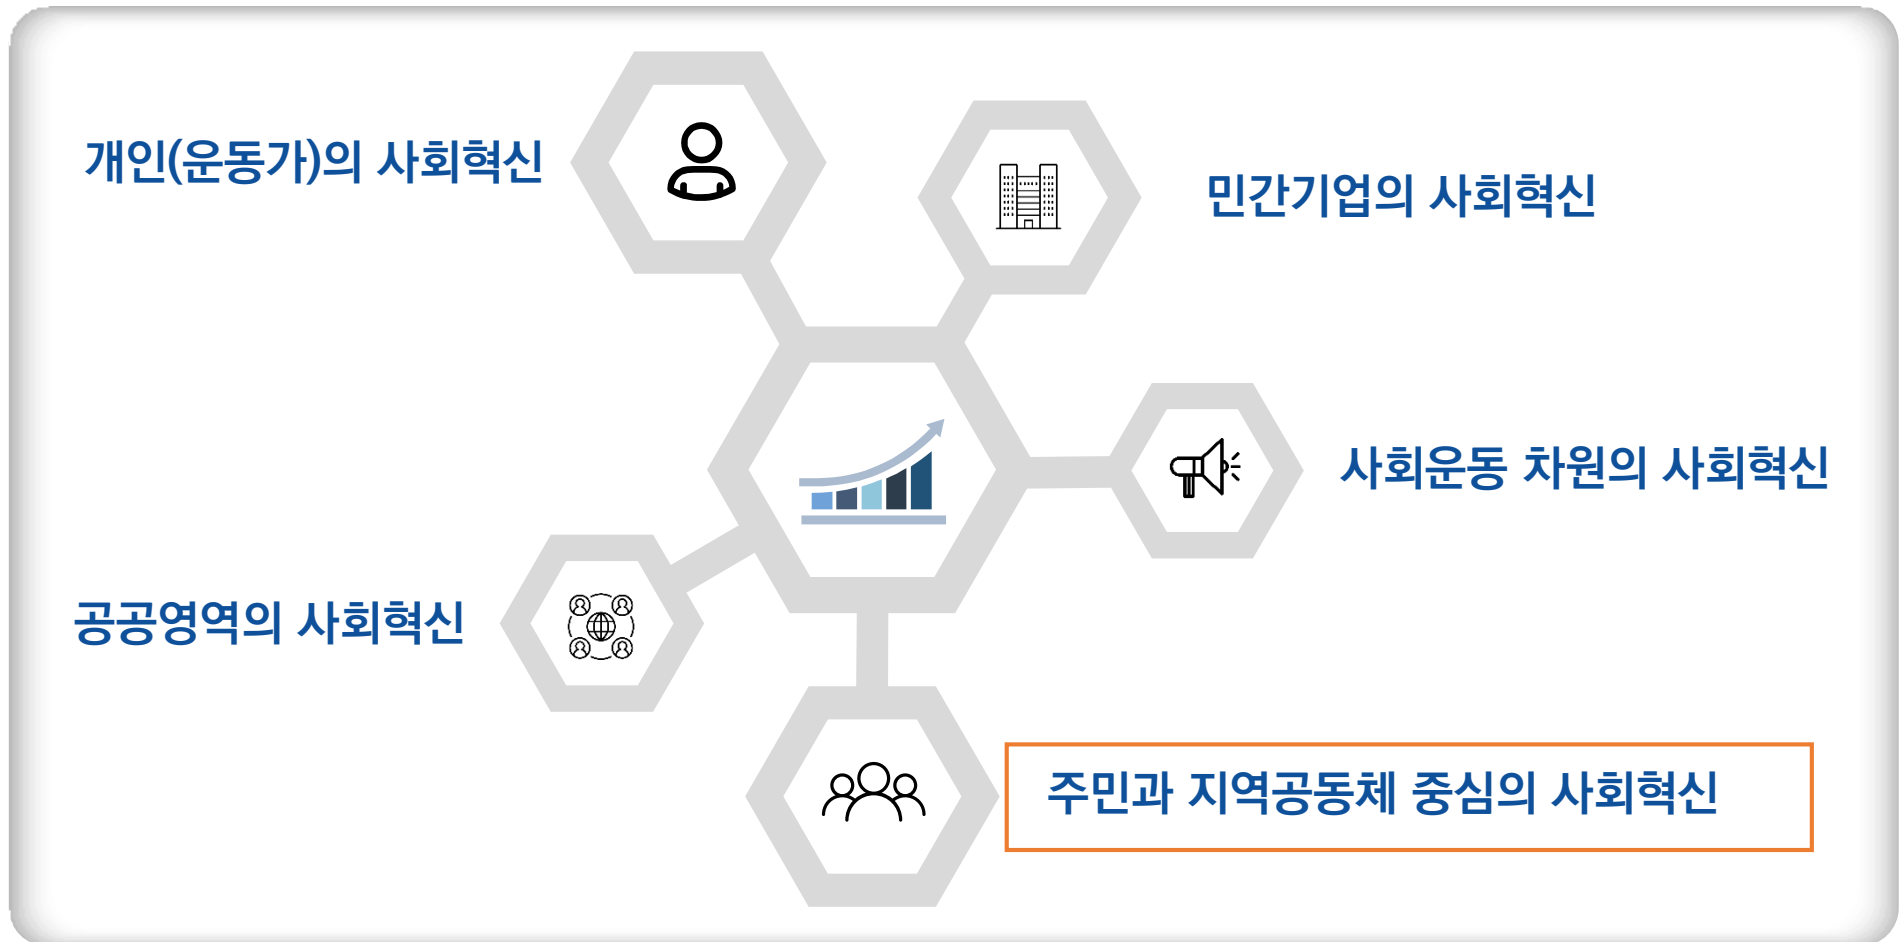 개인(운동가)의 사회혁신
민간기업의 사회혁신
사회운동 차원의 사회혁신
공공영역의 사회혁신
주민과 지역공동체 중심의 사회혁신